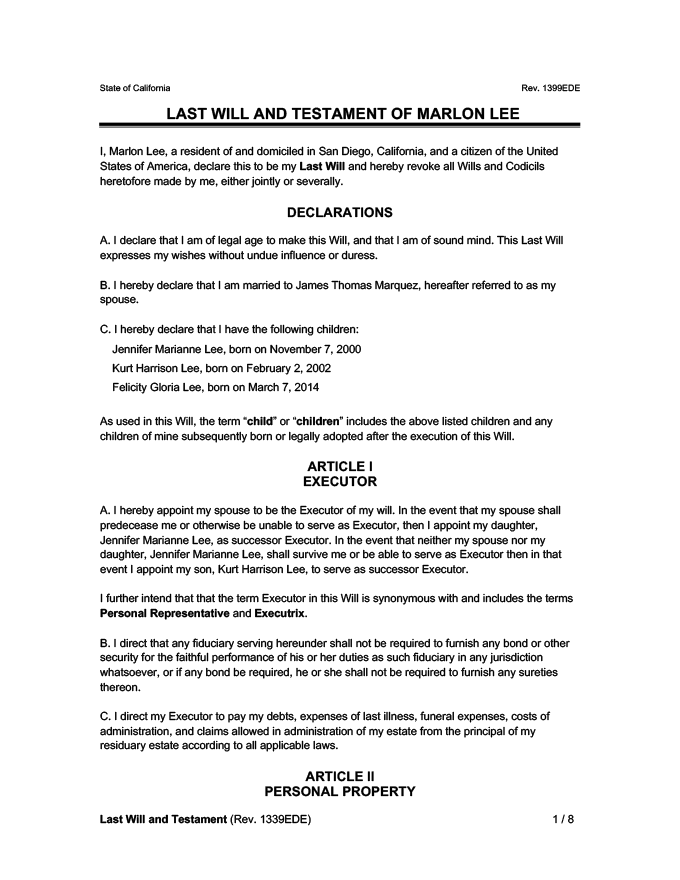 State of California Rev. 1399EDE
LAST WILL AND TESTAMENT OF MARLON LEE
I, Marlon Lee, a resident of and domiciled in San Diego, California, and a citizen of the United
States of America, declare this to be my Last Will and hereby revoke all Wills and Codicils
heretofore made by me, either jointly or severally.
DECLARATIONS
A. I declare that I am of legal age to make this Will, and that I am of sound mind. This Last Will
expresses my wishes without undue influence or duress.
B. I hereby declare that I am married to James Thomas Marquez, hereafter referred to as my
spouse.
C. I hereby declare that I have the following children:
Jennifer Marianne Lee, born on November 7, 2000
Kurt Harrison Lee, born on February 2, 2002
Felicity Gloria Lee, born on March 7, 2014
As used in this Will, the term “child” or “children” includes the above listed children and any
children of mine subsequently born or legally adopted after the execution of this Will.
ARTICLE I
EXECUTOR
A. I hereby appoint my spouse to be the Executor of my will. In the event that my spouse shall
predecease me or otherwise be unable to serve as Executor, then I appoint my daughter,
Jennifer Marianne Lee, as successor Executor. In the event that neither my spouse nor my
daughter, Jennifer Marianne Lee, shall survive me or be able to serve as Executor then in that
event I appoint my son, Kurt Harrison Lee, to serve as successor Executor.
I further intend that that the term Executor in this Will is synonymous with and includes the terms
Personal Representative and Executrix.
B. I direct that any fiduciary serving hereunder shall not be required to furnish any bond or other
security for the faithful performance of his or her duties as such fiduciary in any jurisdiction
whatsoever, or if any bond be required, he or she shall not be required to furnish any sureties
thereon.
C. I direct my Executor to pay my debts, expenses of last illness, funeral expenses, costs of
administration, and claims allowed in administration of my estate from the principal of my
residuary estate according to all applicable laws.
ARTICLE II
PERSONAL PROPERTY
Last Will and Testament (Rev. 1339EDE) 1 / 8